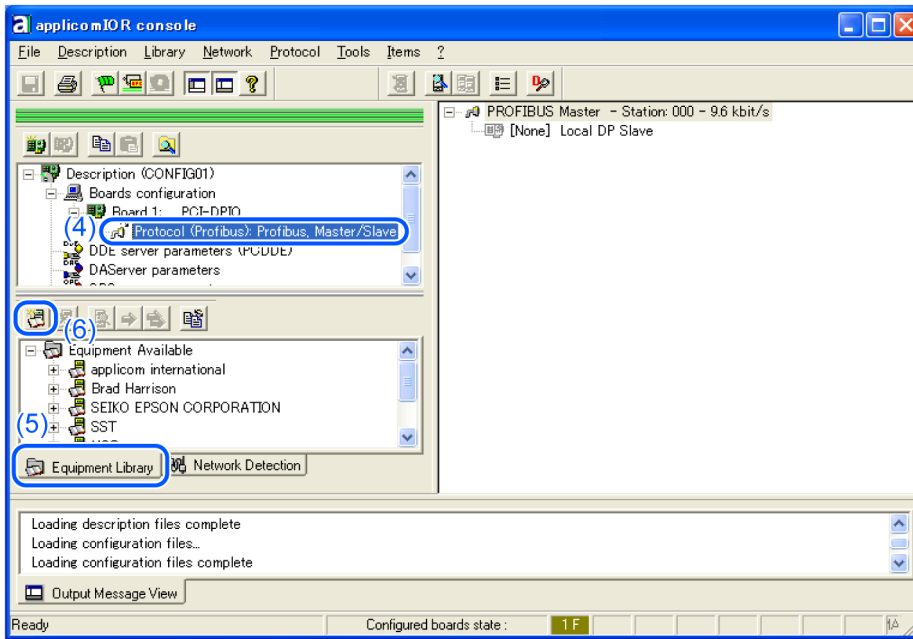 applicomIOR console
File Description Library Network Protocol Tools Items ?
PROFIBUS Master - Station: 000 - 9.6 kbit/s
[None] Local DP Slave
Description (CONFIG01)
Boards configuration
Board 1: PCI-DPIO
(4) Protocol (Profibus): Profibus, Master/Slave
DDE server parameters (PCDDE)
DAServer parameters
(6)
Equipment Available
applicom international
Brad Harrison
SEIKO EPSON CORPORATION
(5) SST
Equipment Library Network Detection
Loading description files complete
Loading configuration files...
Loading configuration files complete
Output Message View
Ready Configured boards state : 1 F